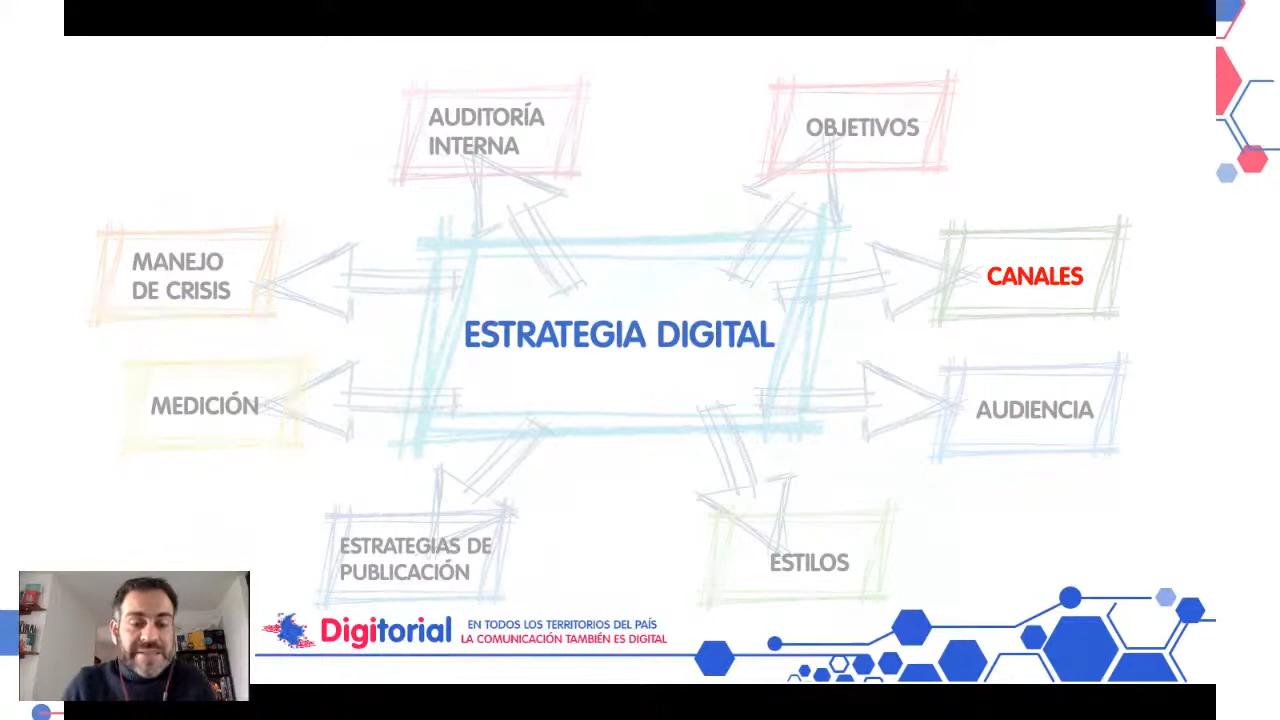 AUDITORÍA
INTERNA
OBJETIVOS
MANEJO
DE CRISIS
CANALES
ESTRATEGIA DIGITAL
MEDICIÓN
AUDIENCIA
ESTRATEGIAS DE
PUBLICACIÓN
ESTILOS
Digitorial
EN TODOS LOS TERRITORIOS DEL PAÍS
LA COMUNICACIÓN TAMBIÉN ES DIGITAL